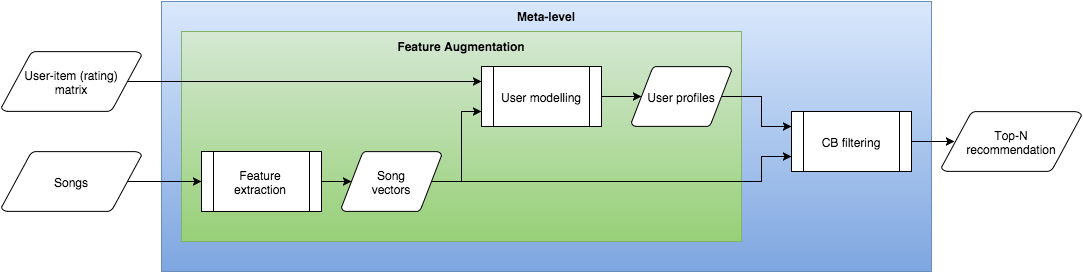 Meta-level
Feature Augmentation
User-item (rating)
matrix
User modelling
User profiles
CB filtering
Top-N
recommendation
Songs
Feature
extraction
Song
vectors